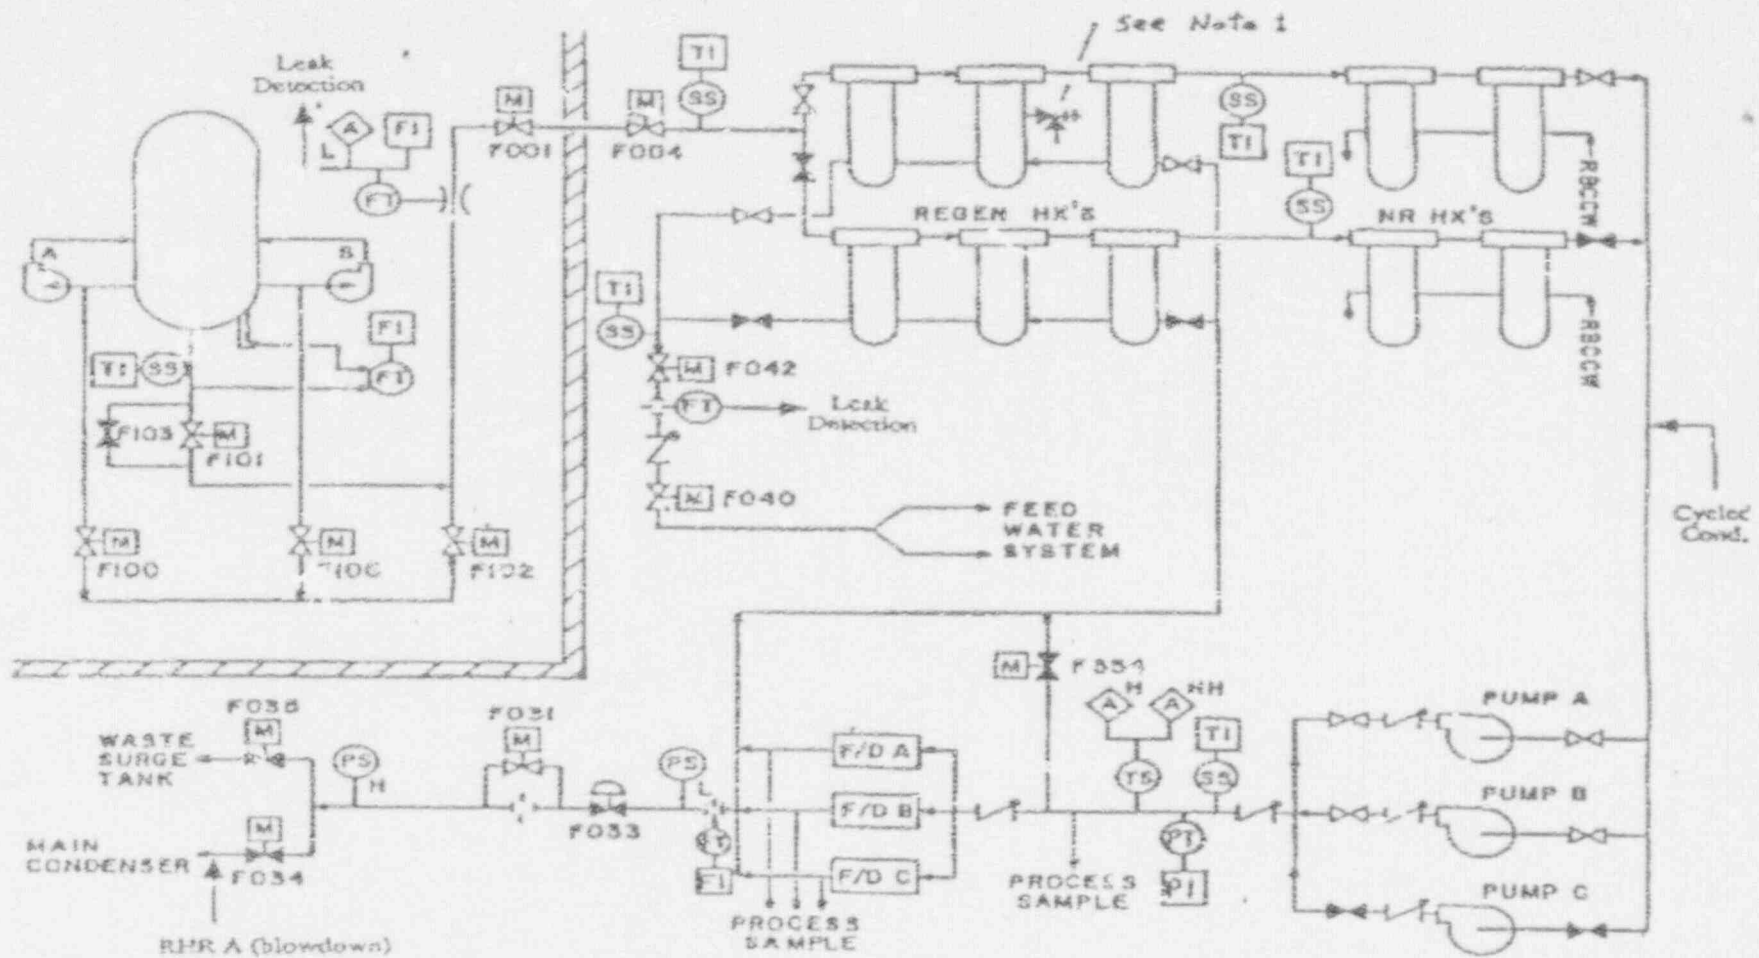 See Note 1
Leak
Detection
A
FI
L
FT
M
F001
M
F004
TI
SS
SS
TI
TI
SS
REGEN HX'S
NR HX'S
RBCCW
RBCCW
A
B
TI
SS
FI
FT
TI
SS
F103
M
F101
M
F042
FT
Leak
Detection
M
F040
FEED
WATER
SYSTEM
Cycled
Cond.
M
F100
M
M
F102
M
A
H
A
HH
TI
TS
SS
PT
PI
PUMP A
PUMP B
PUMP C
F/D A
F/D B
F/D C
PROCESS
SAMPLE
PROCESS
SAMPLE
F031
M
F033
PS
L
FI
PS
H
M
WASTE
SURGE
TANK
MAIN
CONDENSER
M
F034
RHR A (blowdown)